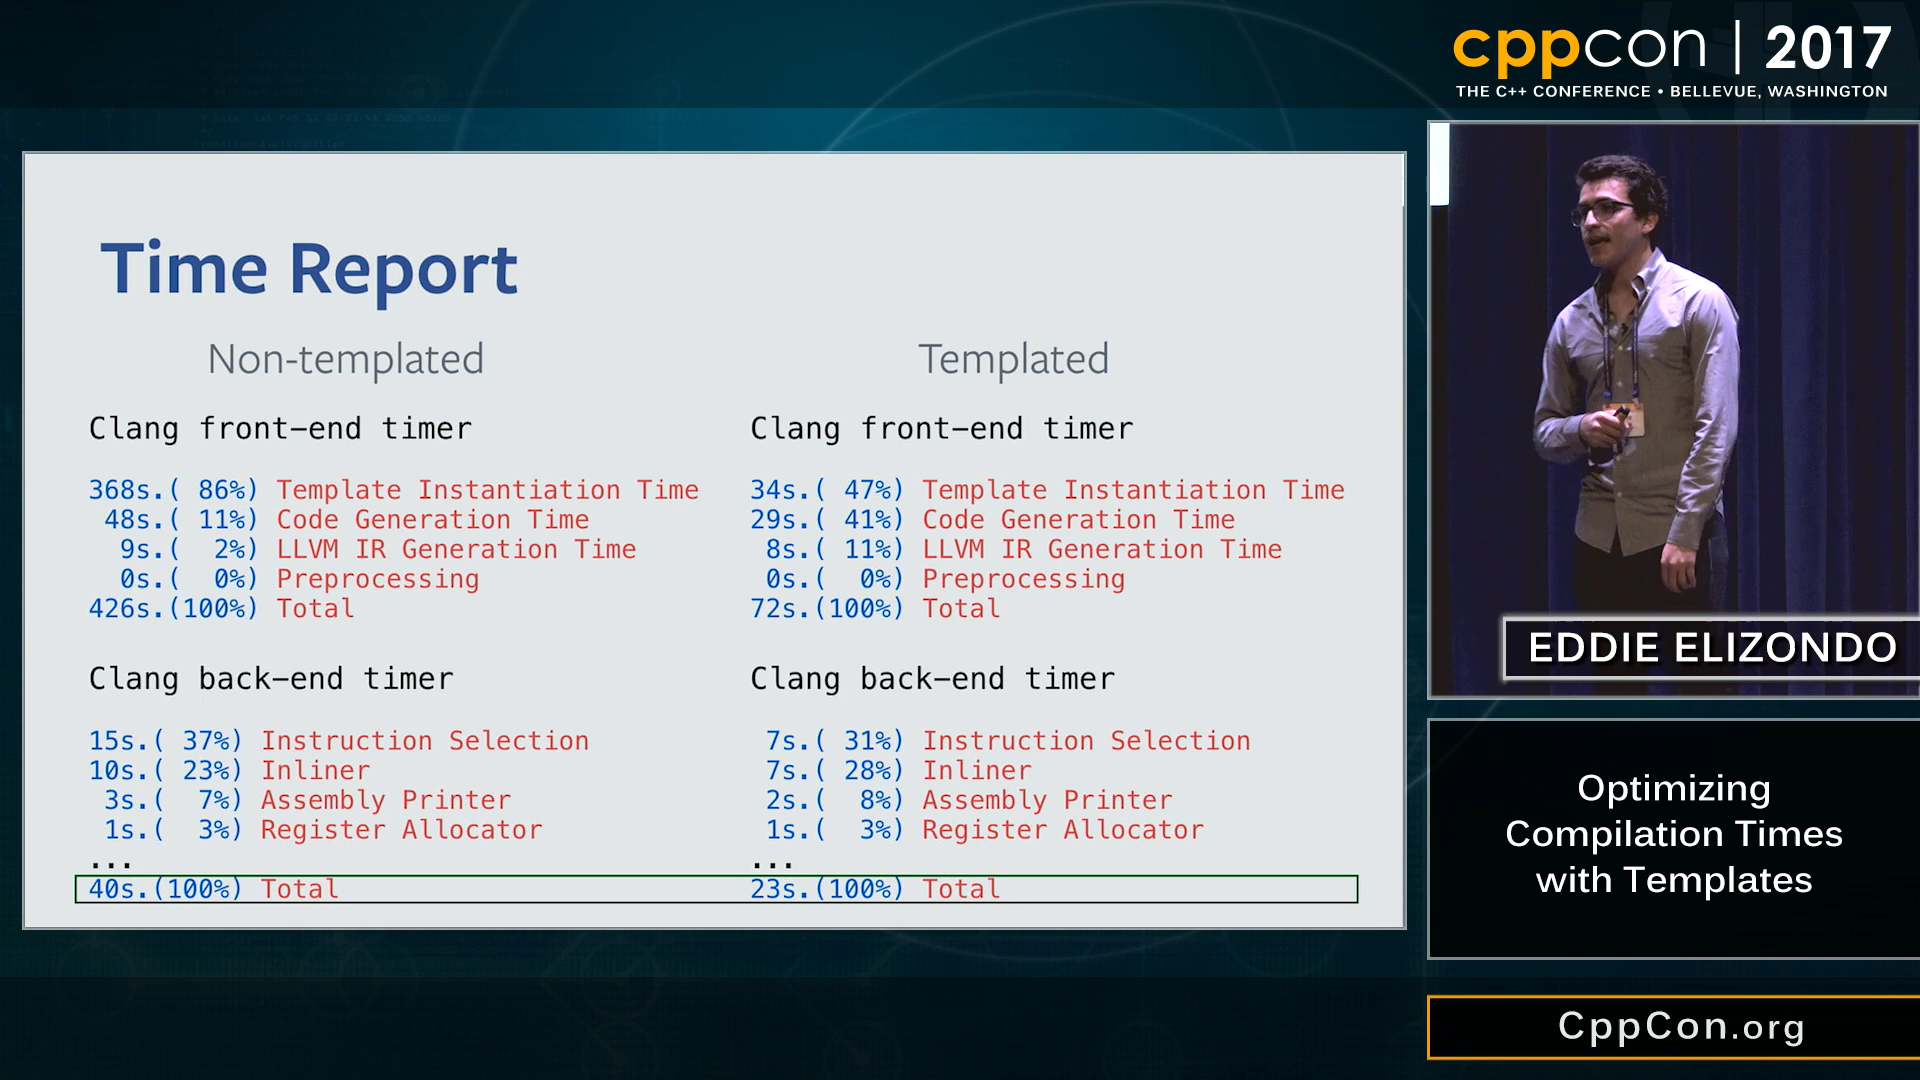 cppcon | 2017
THE C++ CONFERENCE • BELLEVUE, WASHINGTON
Time Report
Non-templated
Clang front-end timer
368s.( 86%) Template Instantiation Time
48s.( 11%) Code Generation Time
9s.( 2%) LLVM IR Generation Time
0s.( 0%) Preprocessing
426s.(100%) Total
Clang back-end timer
15s.( 37%) Instruction Selection
10s.( 23%) Inliner
3s.( 7%) Assembly Printer
1s.( 3%) Register Allocator
...
40s.(100%) Total
Templated
Clang front-end timer
34s.( 47%) Template Instantiation Time
29s.( 41%) Code Generation Time
8s.( 11%) LLVM IR Generation Time
0s.( 0%) Preprocessing
72s.(100%) Total
Clang back-end timer
7s.( 31%) Instruction Selection
7s.( 28%) Inliner
2s.( 8%) Assembly Printer
1s.( 3%) Register Allocator
...
23s.(100%) Total
EDDIE ELIZONDO
Optimizing
Compilation Times
with Templates
CppCon.org